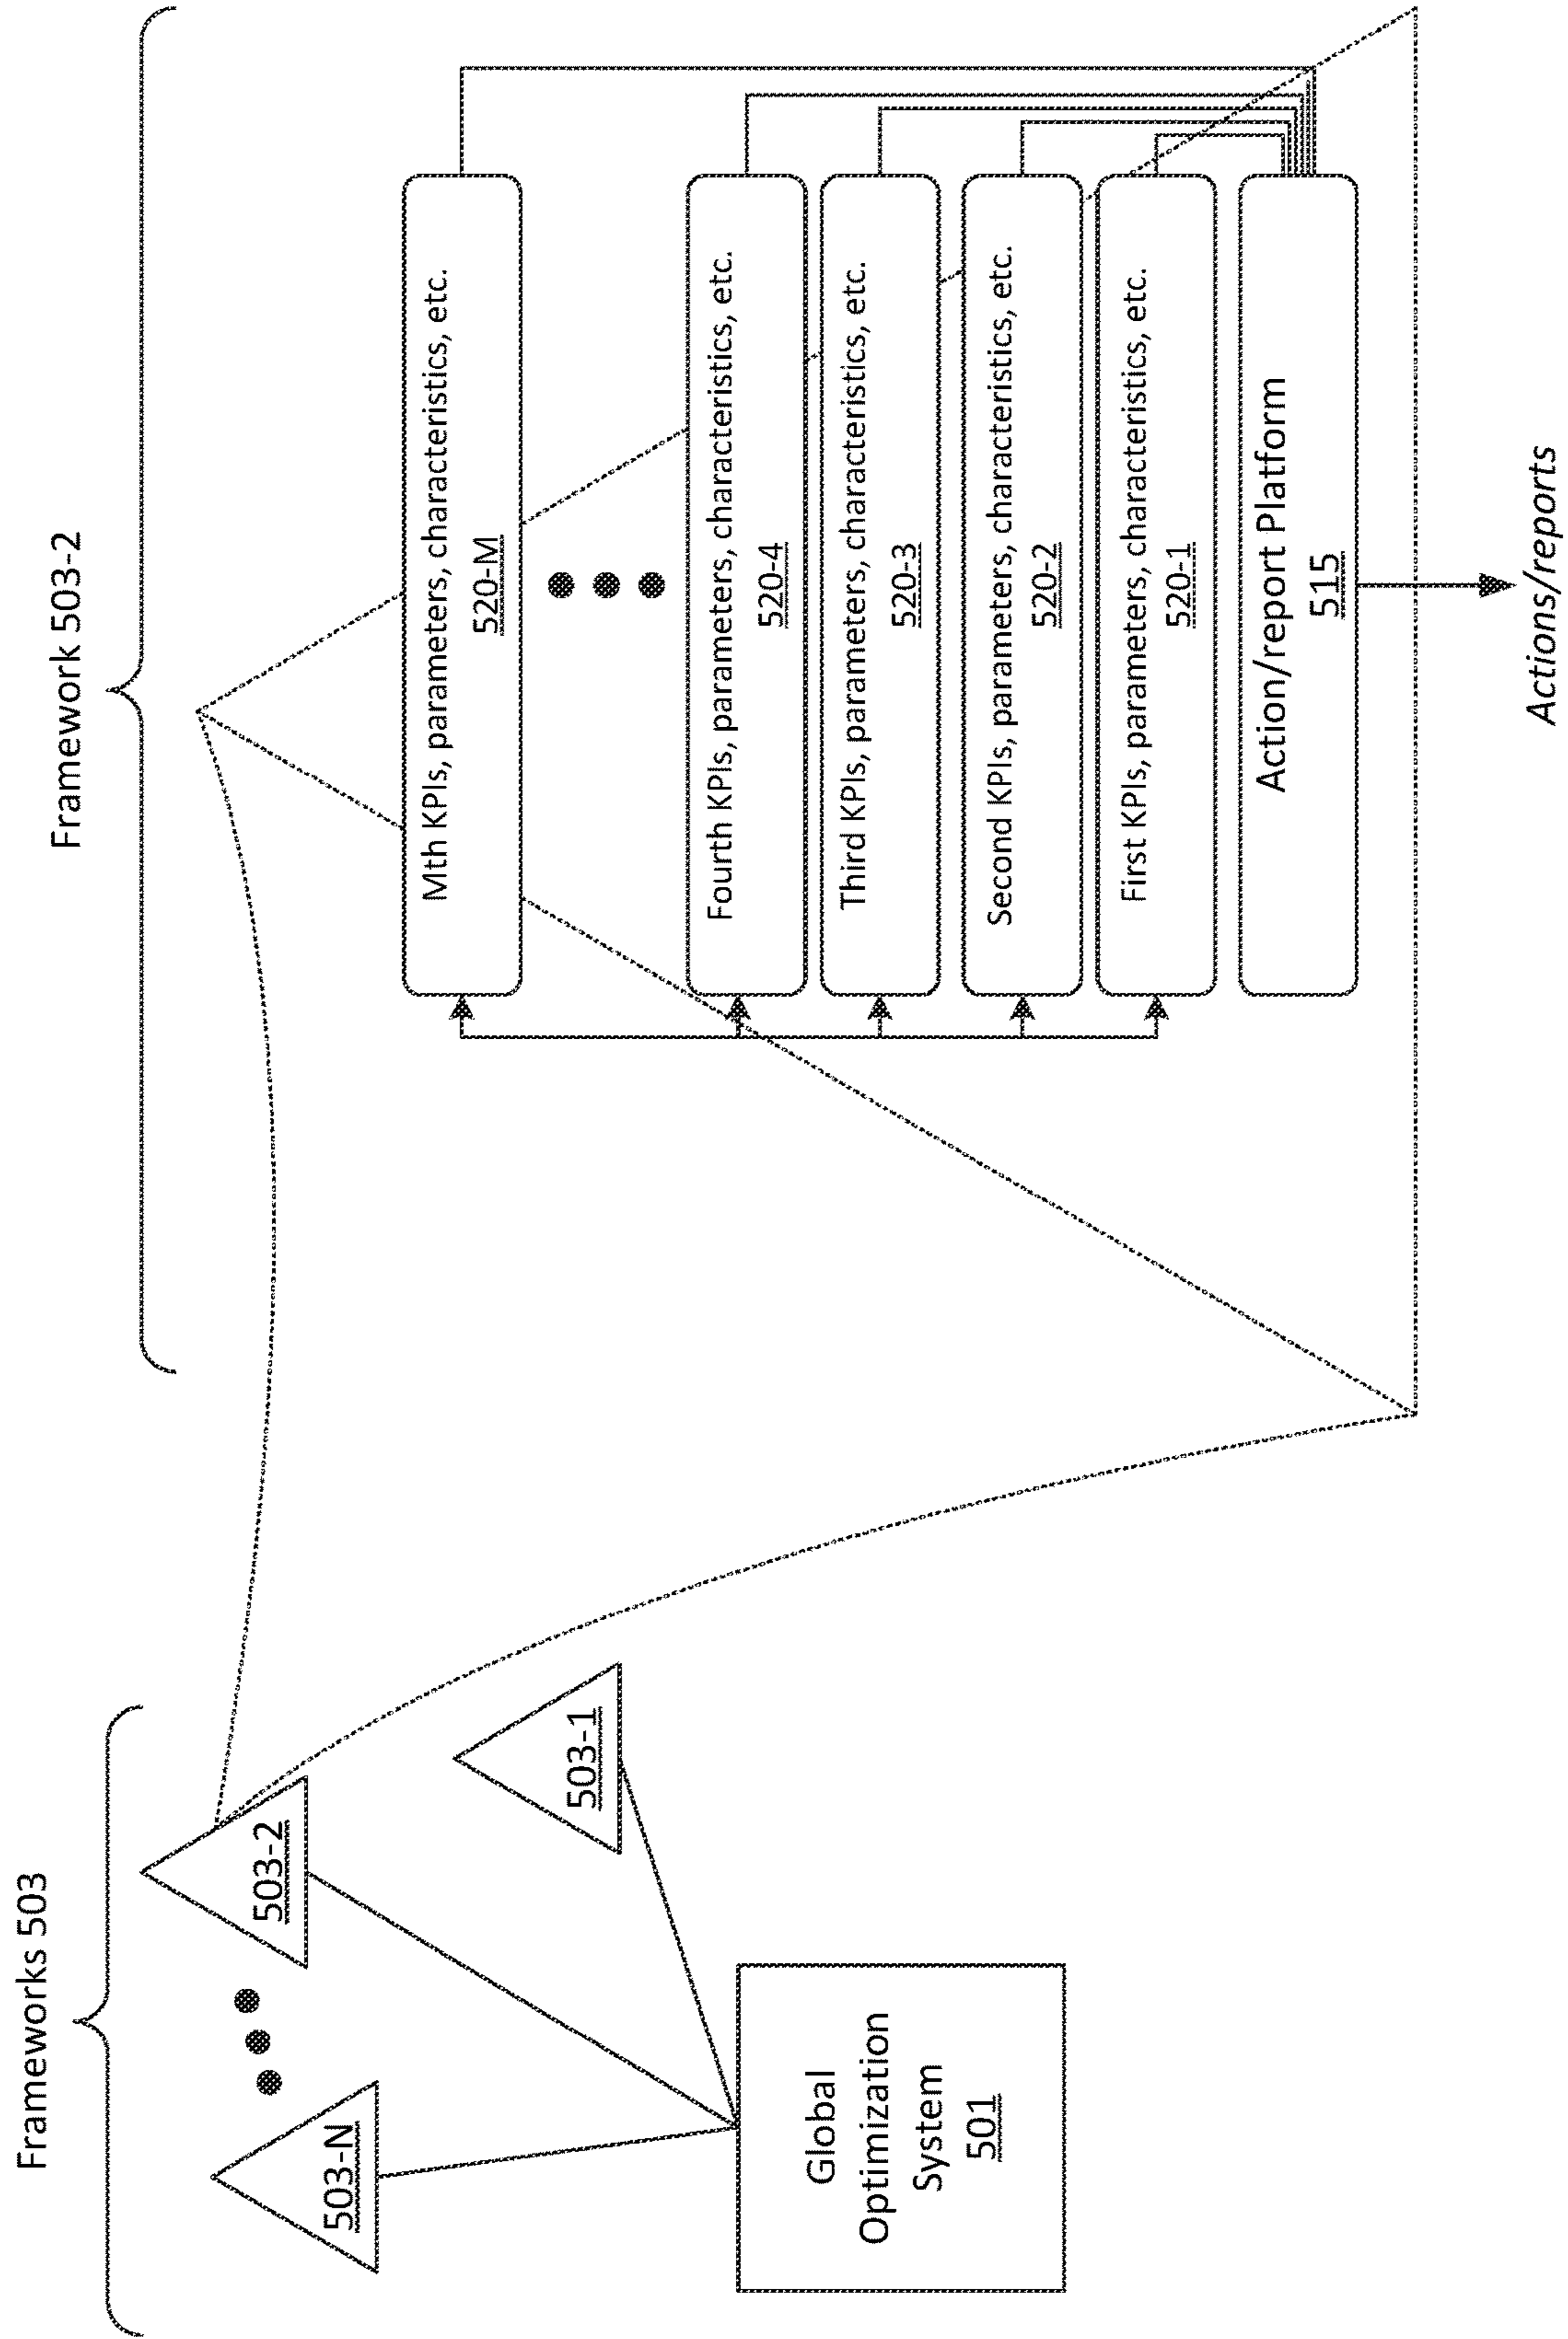 Frameworks 503
503-N
503-2
503-1
Global
Optimization
System
501
Framework 503-2
Mth KPIs, parameters, characteristics, etc.
520-M
Fourth KPIs, parameters, characteristics, etc.
520-4
Third KPIs, parameters, characteristics, etc.
520-3
Second KPIs, parameters, characteristics, etc.
520-2
First KPIs, parameters, characteristics, etc.
520-1
Action/report Platform
515
Actions/reports